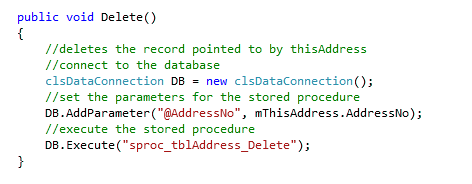 public void Delete()
{
    //deletes the record pointed to by thisAddress
    //connect to the database
    clsDataConnection DB = new clsDataConnection();
    //set the parameters for the stored procedure
    DB.AddParameter("@AddressNo", mThisAddress.AddressNo);
    //execute the stored procedure
    DB.Execute("sproc_tblAddress_Delete");
}